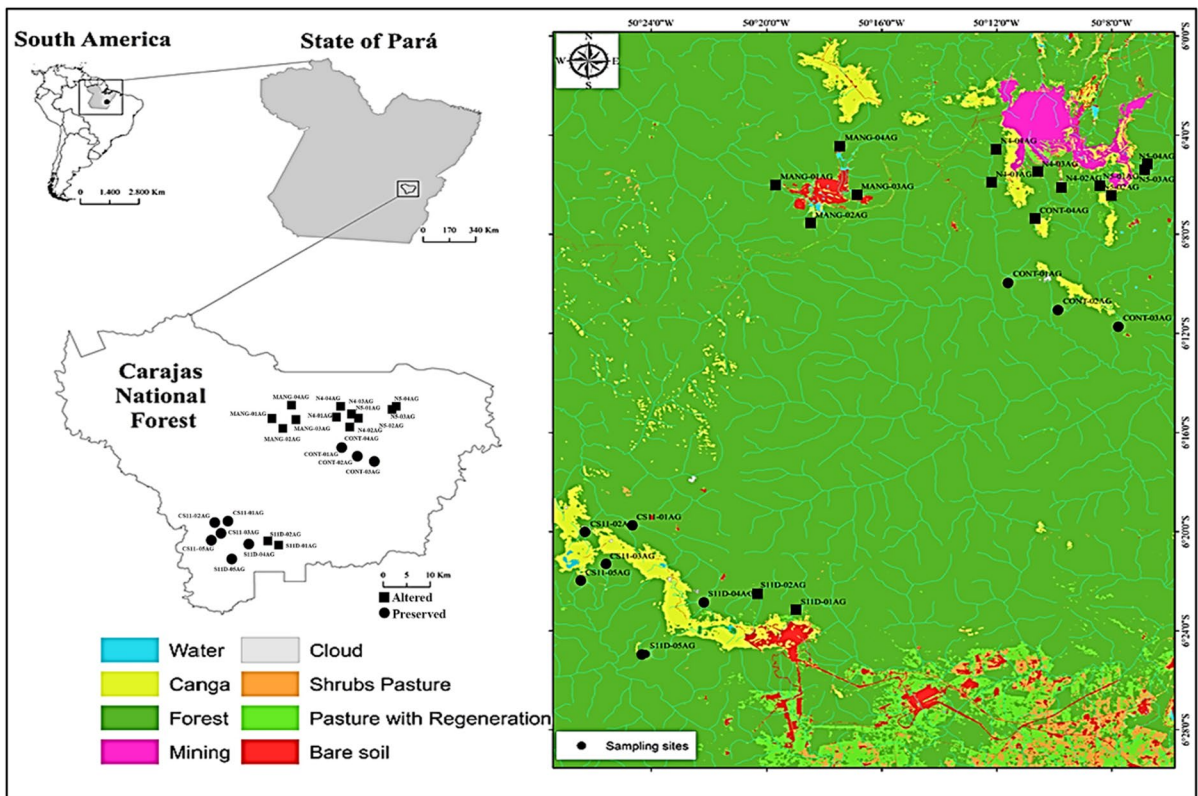 South America
State of Pará
0 1.400 2.800 Km
0 170 340 KM
Carajas
National
Forest
MANG-04AG
MANG-01AG
MANG-03AG
MANG-02AG
N4-04AG
N4-03AG
N5-04AG
N5-01AG
N4-01AG
N5-03AG
N5-02AG
N4-02AG
CONT-04AG
CONT-01AG
CONT-02AG
CONT-03AG
CS11-02AG
CS11-01AG
CS11-03AG
CS11-05AG
S11D-02AG
S11D-04AG
S11D-01AG
S11D-05AG
0 5 10 Km
Altered
Preserved
Water
Cloud
Canga
Shrubs Pasture
Forest
Pasture with Regeneration
Mining
Bare soil
50°24'0"W 50°20'0"W 50°16'0"W 50°12'0"W 50°8'0"W
N
W E
S
6°0'0"S
6°4'0"S
6°8'0"S
6°12'0"S
6°16'0"S
6°20'0"S
6°24'0"S
6°28'0"S
MANG-04AG
MANG-01AG
MANG-03AG
MANG-02AG
N4-04AG
N4-03AG
N4-01AG
N4-02AG
N5-04AG
N5-03AG
N5-01AG
N5-02AG
CONT-04AG
CONT-01AG
CONT-02AG
CONT-03AG
CS11-02AG
CS11-01AG
CS11-03AG
CS11-05AG
S11D-02AG
S11D-04AG
S11D-01AG
S11D-05AG
Sampling sites